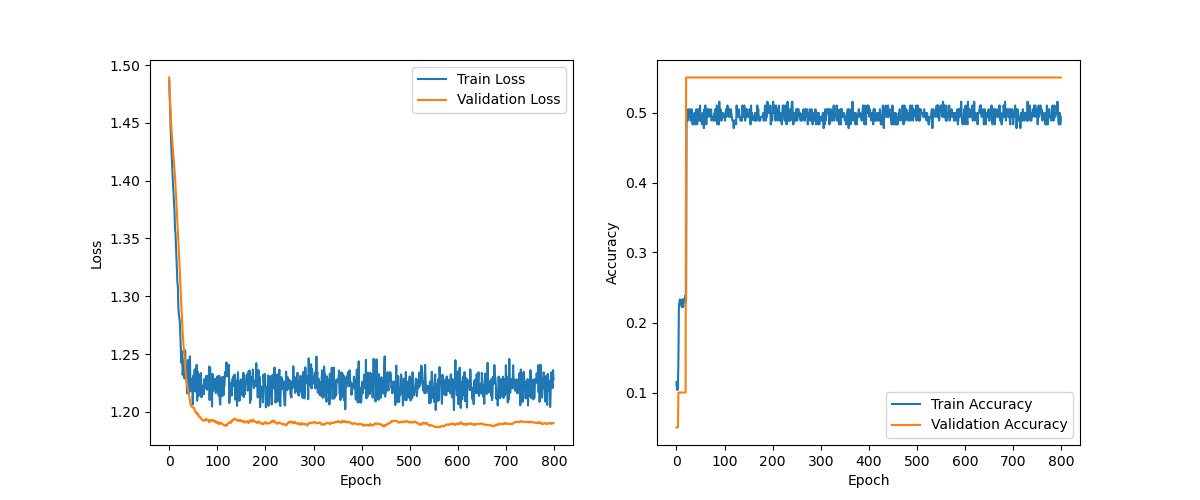 1.50
1.45
1.40
1.35
1.30
1.25
1.20
Loss
0 100 200 300 400 500 600 700 800
Epoch
Train Loss
Validation Loss
0.5
0.4
0.3
0.2
0.1
Accuracy
0 100 200 300 400 500 600 700 800
Epoch
Train Accuracy
Validation Accuracy